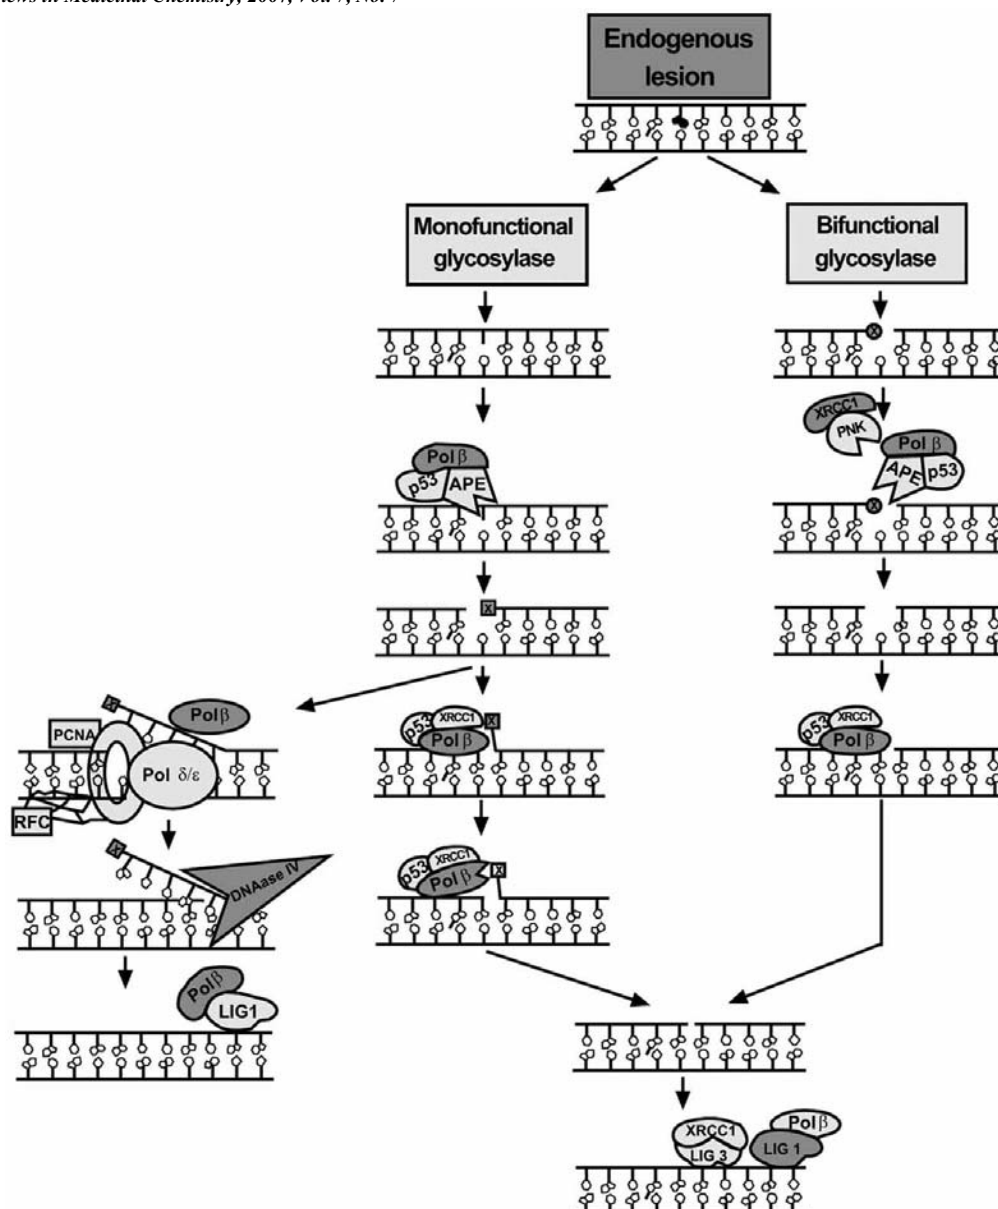 Endogenous
lesion
Monofunctional
glycosylase
Bifunctional
glycosylase
X
XRCC1
PNK
Pol β
p53
APE
Pol β
APE
p53
X
X
X
Pol β
PCNA
Pol δ/ε
RFC
p53
XRCC1
X
Pol β
p53
XRCC1
Pol β
X
DNAase IV
p53
XRCC1
Pol β
X
Pol β
LIG1
XRCC1
LIG 3
Pol β
LIG 1